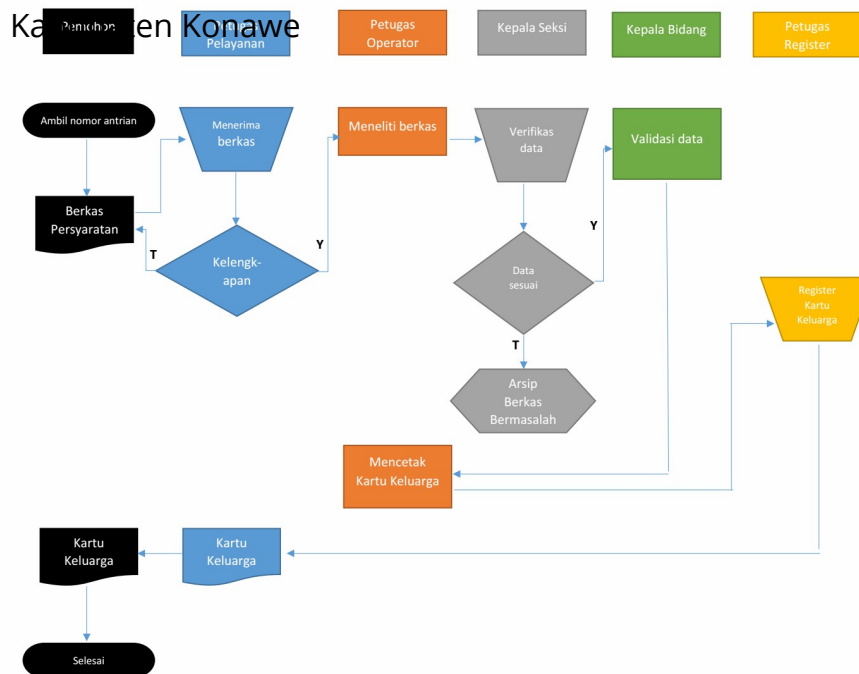 Kabupaten Konawe
Pemohon
Petugas
Pelayanan
Petugas
Operator
Kepala Seksi
Kepala Bidang
Petugas
Register
Ambil nomor antrian
Menerima
berkas
Meneliti berkas
Verifikas
data
Validasi data
Berkas
Persyaratan
T
Kelengk-
apan
Y
Data
sesuai
Y
T
Register
Kartu
Keluarga
Arsip
Berkas
Bermasalah
Mencetak
Kartu Keluarga
Kartu
Keluarga
Kartu
Keluarga
Selesai